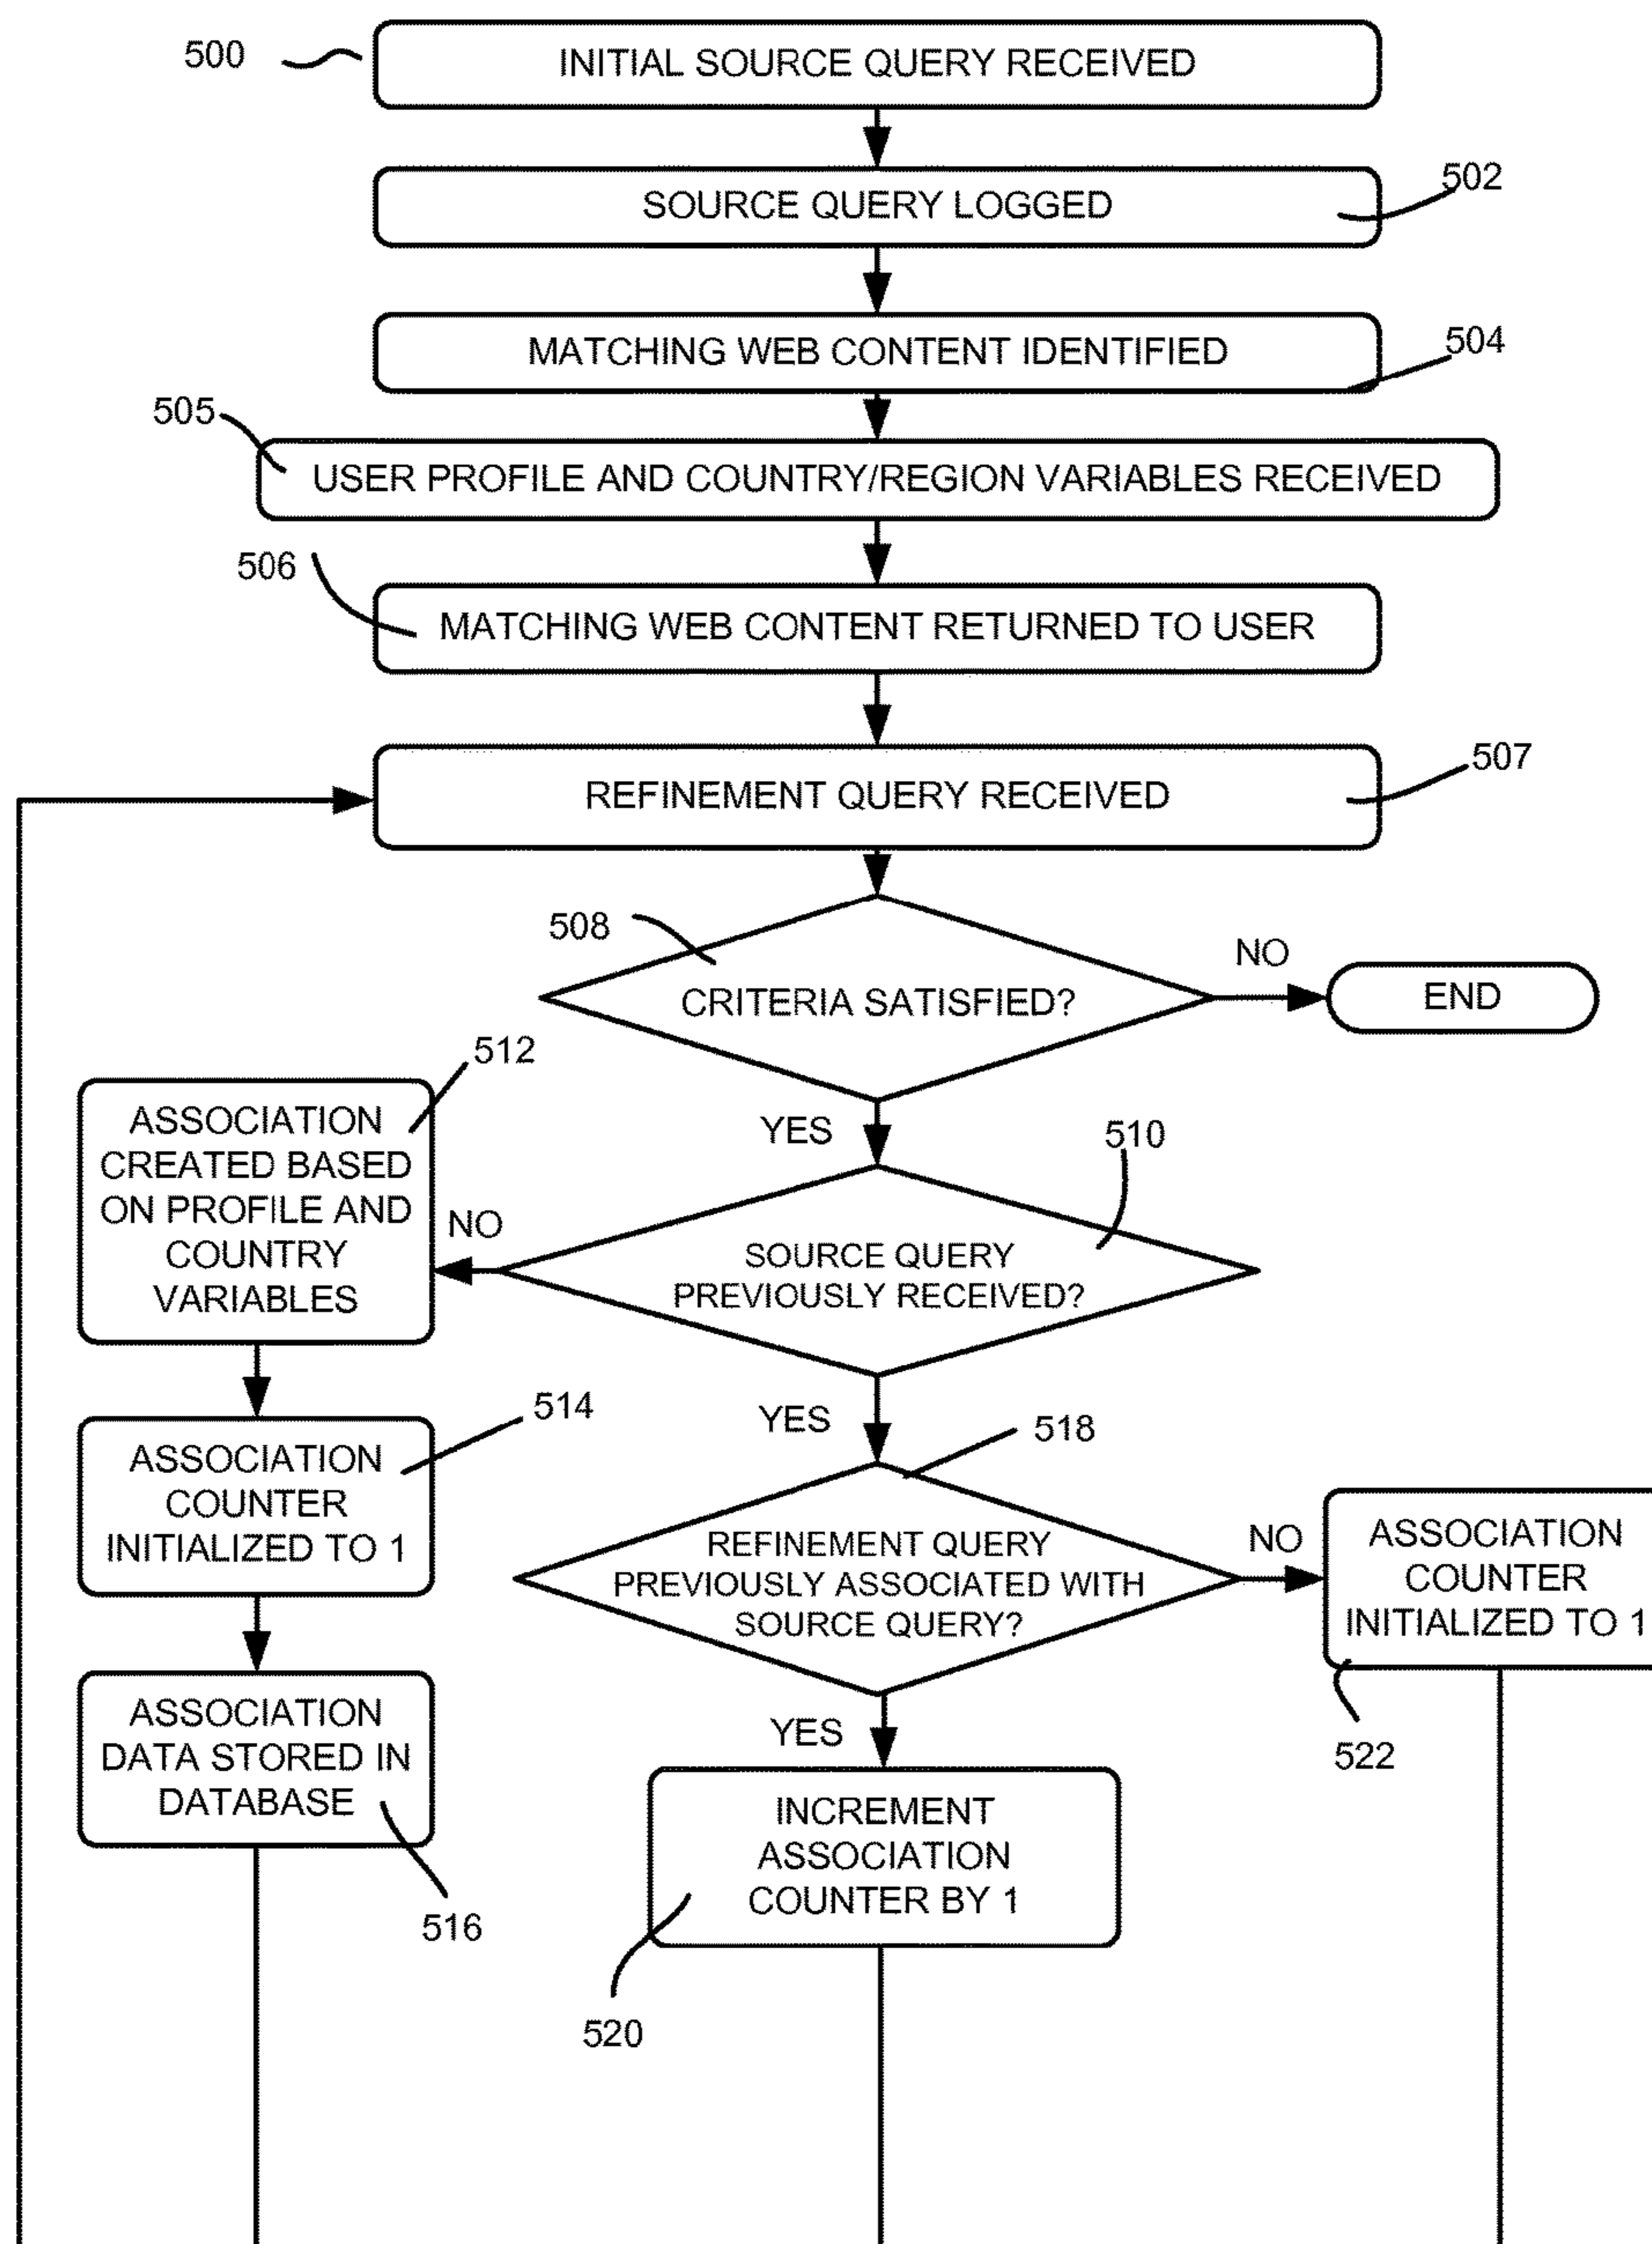 500
INITIAL SOURCE QUERY RECEIVED
SOURCE QUERY LOGGED
502
MATCHING WEB CONTENT IDENTIFIED
504
505
USER PROFILE AND COUNTRY/REGION VARIABLES RECEIVED
506
MATCHING WEB CONTENT RETURNED TO USER
REFINEMENT QUERY RECEIVED
507
508
CRITERIA SATISFIED?
NO
END
YES
512
ASSOCIATION
CREATED BASED
ON PROFILE AND
COUNTRY
VARIABLES
NO
510
SOURCE QUERY
PREVIOUSLY RECEIVED?
YES
514
ASSOCIATION
COUNTER
INITIALIZED TO 1
518
REFINEMENT QUERY
PREVIOUSLY ASSOCIATED WITH
SOURCE QUERY?
NO
ASSOCIATION
COUNTER
INITIALIZED TO 1
522
ASSOCIATION
DATA STORED IN
DATABASE
516
YES
INCREMENT
ASSOCIATION
COUNTER BY 1
520